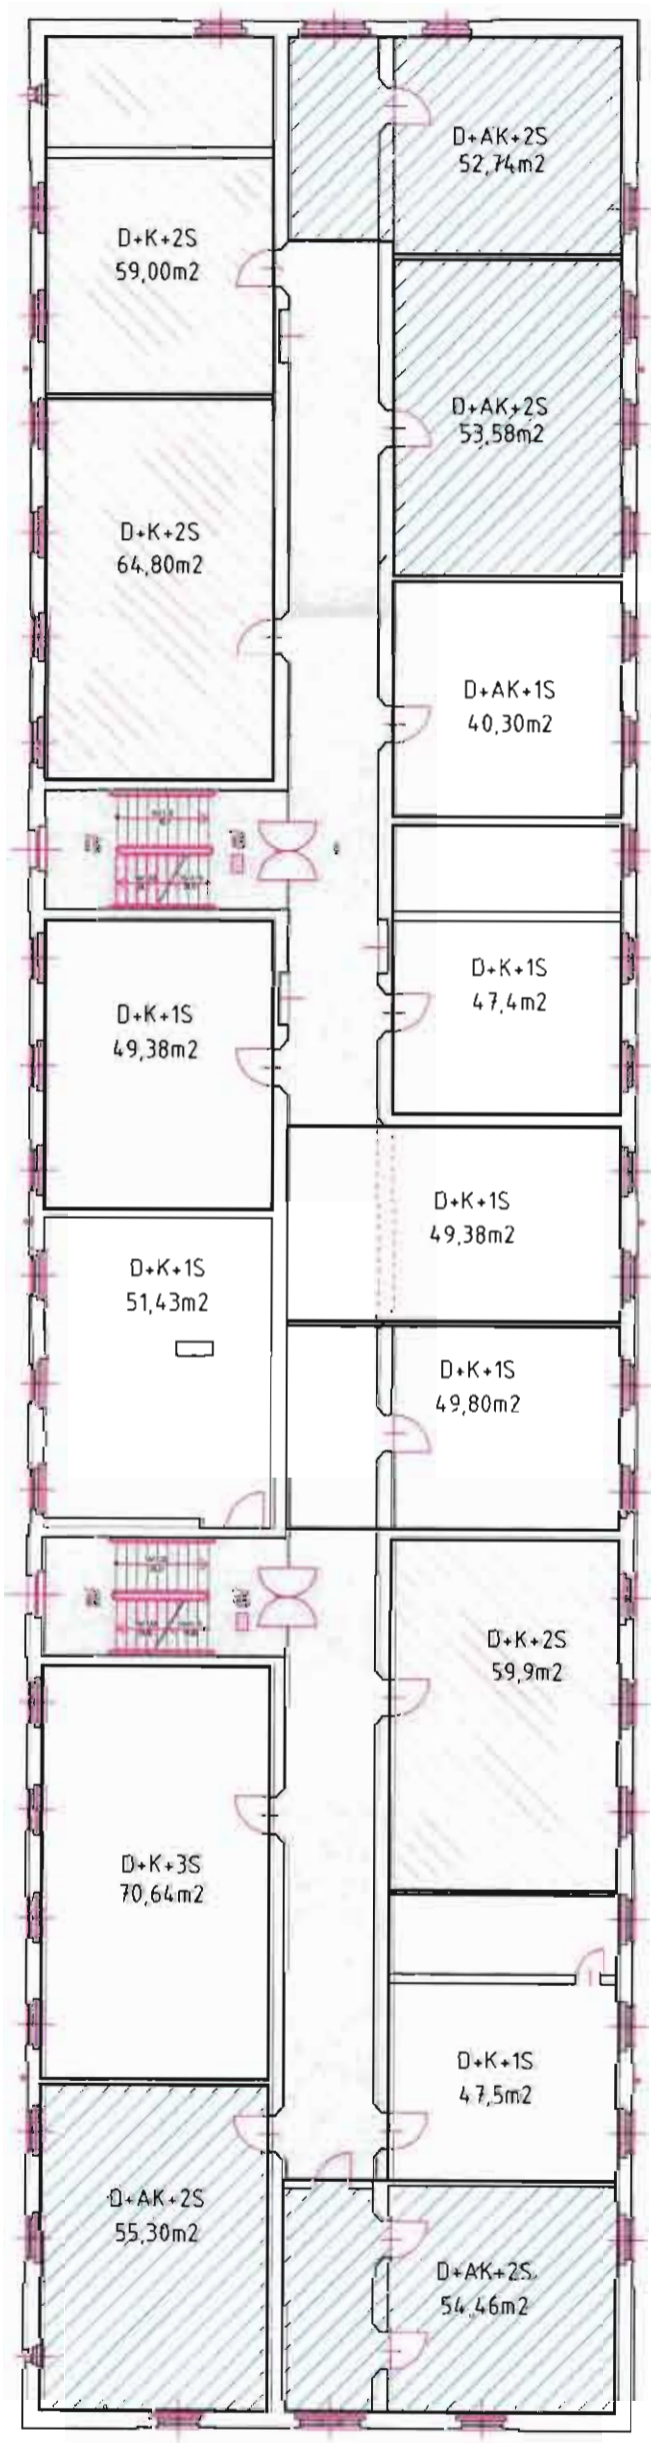 D+AK+2S
52,74m2
D+K+2S
59,00m2
D+AK+2S
53,58m2
D+K+2S
64,80m2
D+AK+1S
40,30m2
D+K+1S
47,4m2
D+K+1S
49,38m2
D+K+1S
49,38m2
D+K+1S
51,43m2
D+K+1S
49,80m2
D+K+2S
59,9m2
D+K+3S
70,64m2
D+K+1S
47,5m2
D+AK+2S
55,30m2
D+AK+2S
54,46m2